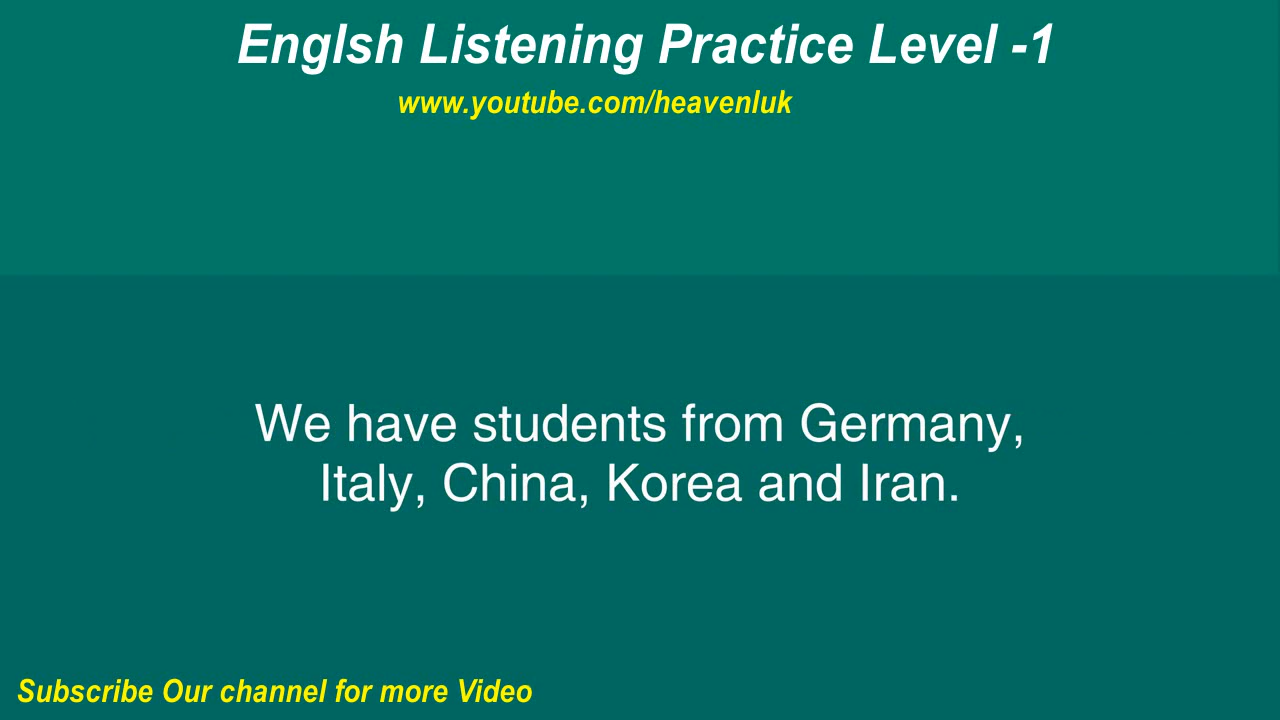 Englsh Listening Practice Level -1
www.youtube.com/heavenluk
We have students from Germany,
Italy, China, Korea and Iran.
Subscribe Our channel for more Video